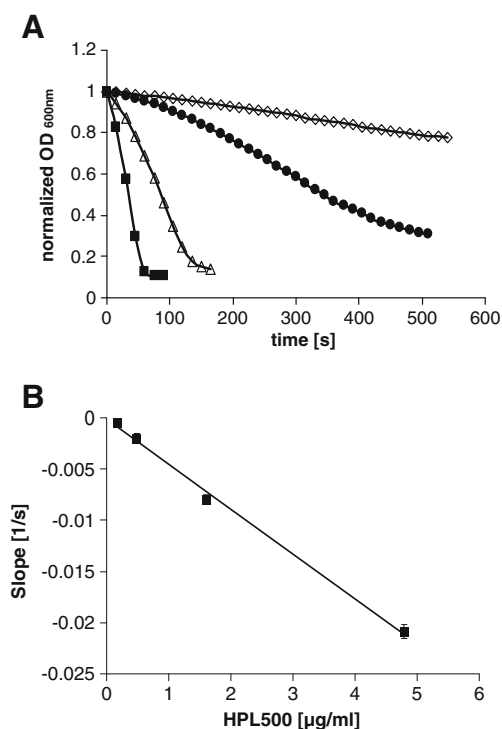 A
normalized OD 600nm
1.2
1
0.8
0.6
0.4
0.2
0
0 100 200 300 400 500 600
time [s]
B
Slope [1/s]
0
-0.005
-0.01
-0.015
-0.02
-0.025
0 1 2 3 4 5 6
HPL500 [µg/ml]